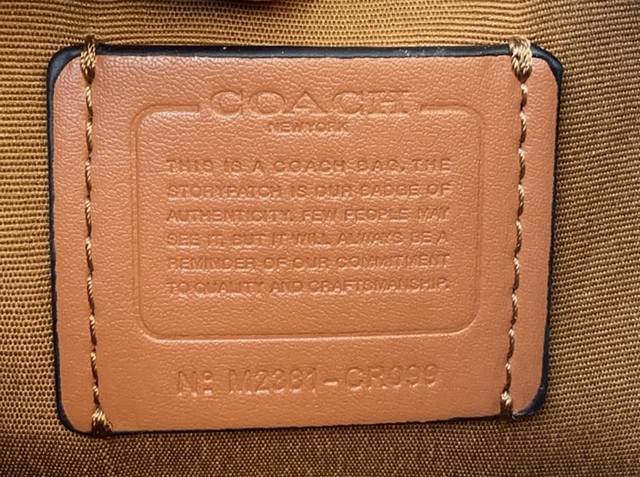 COACH
NEW YORK
THIS IS A COACH BAG. THE
STORYPATCH IS OUR BADGE OF
AUTHENTICITY. FEW PEOPLE MAY
SEE IT, BUT IT WILL ALWAYS BE A
REMINDER OF OUR COMMITMENT
TO QUALITY AND CRAFTSMANSHIP.
Nº M2381-CR099